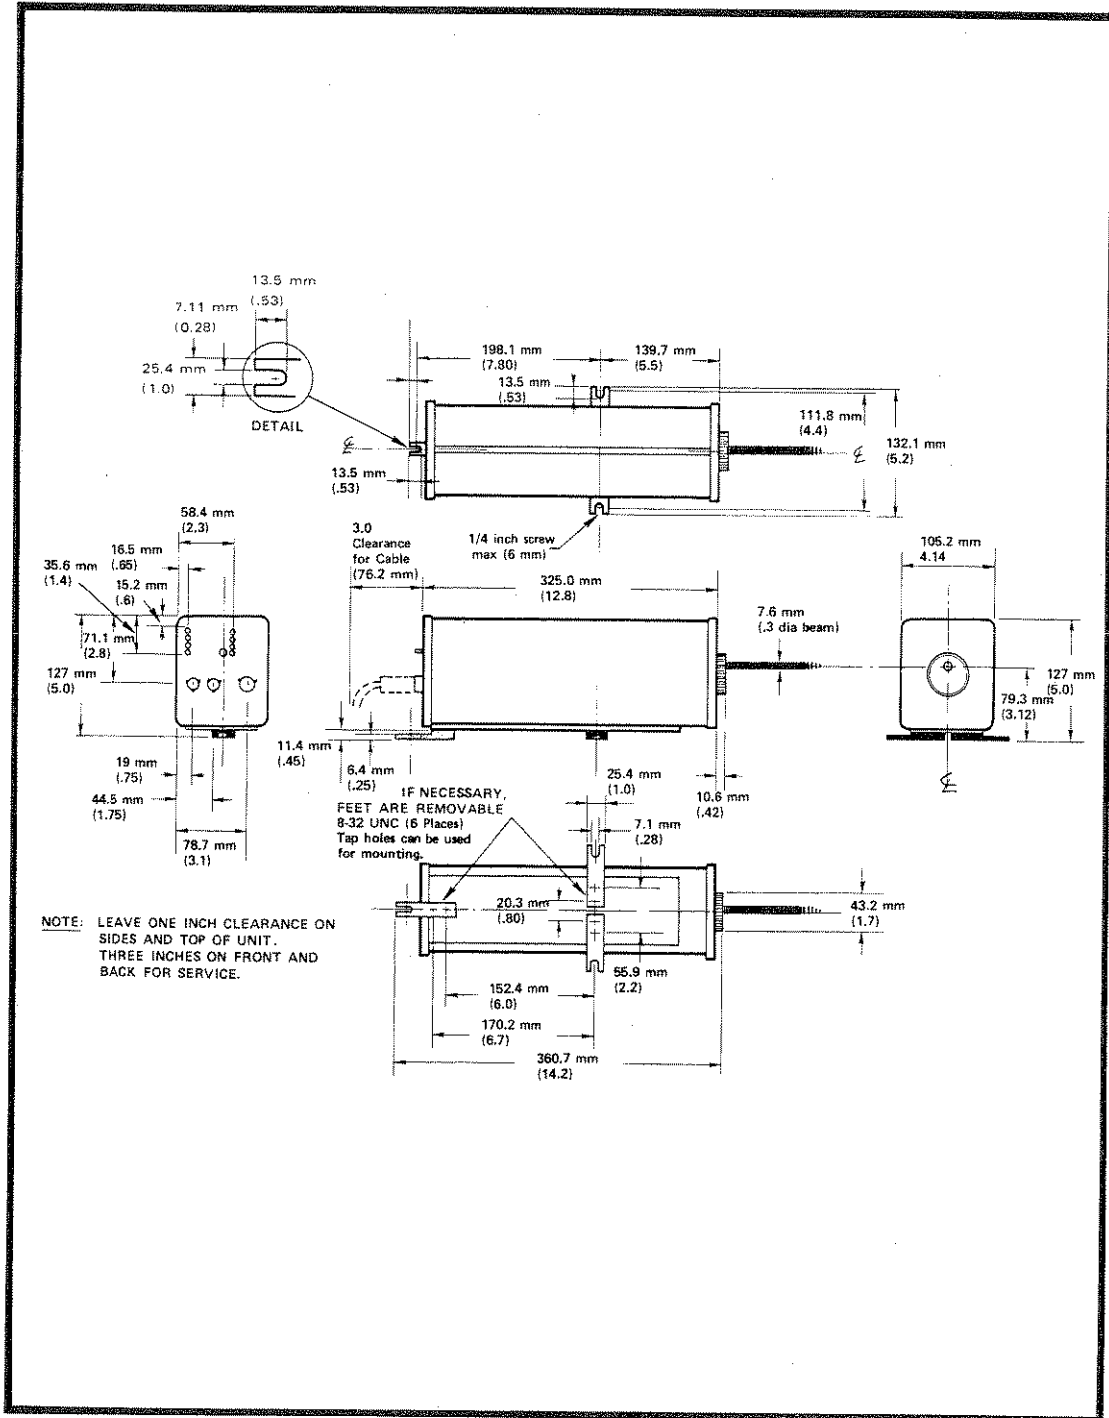 13.5 mm
(.53)
7.11 mm
(0.28)
25.4 mm
(1.0)
DETAIL
198.1 mm
(7.80)
139.7 mm
(5.5)
13.5 mm
(.53)
111.8 mm
(4.4)
132.1 mm
(5.2)
℄
℄
13.5 mm
(.53)
1/4 inch screw
max (6 mm)
58.4 mm
(2.3)
16.5 mm
(.65)
35.6 mm
(1.4)
15.2 mm
(.6)
71.1 mm
(2.8)
127 mm
(5.0)
19 mm
(.75)
44.5 mm
(1.75)
78.7 mm
(3.1)
3.0
Clearance
for Cable
(76.2 mm)
325.0 mm
(12.8)
7.6 mm
(.3 dia beam)
11.4 mm
(.45)
6.4 mm
(.25)
10.6 mm
(.42)
105.2 mm
4.14
127 mm
(5.0)
79.3 mm
(3.12)
℄
IF NECESSARY,
FEET ARE REMOVABLE
8-32 UNC (6 Places)
Tap holes can be used
for mounting.
25.4 mm
(1.0)
7.1 mm
(.28)
20.3 mm
(.80)
43.2 mm
(1.7)
55.9 mm
(2.2)
152.4 mm
(6.0)
170.2 mm
(6.7)
360.7 mm
(14.2)
NOTE: LEAVE ONE INCH CLEARANCE ON
SIDES AND TOP OF UNIT.
THREE INCHES ON FRONT AND
BACK FOR SERVICE.